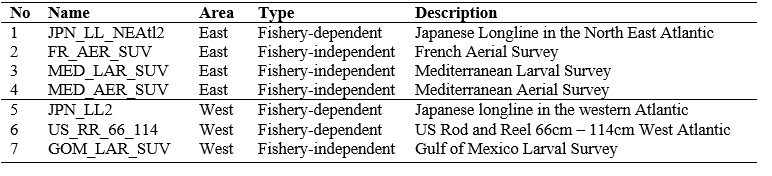 No Name Area Type Description
1 JPN_LL_NEAtl2 East Fishery-dependent Japanese Longline in the North East Atlantic
2 FR_AER_SUV East Fishery-independent French Aerial Survey
3 MED_LAR_SUV East Fishery-independent Mediterranean Larval Survey
4 MED_AER_SUV East Fishery-independent Mediterranean Aerial Survey
5 JPN_LL2 West Fishery-dependent Japanese longline in the western Atlantic
6 US_RR_66_114 West Fishery-dependent US Rod and Reel 66cm – 114cm West Atlantic
7 GOM_LAR_SUV West Fishery-independent Gulf of Mexico Larval Survey